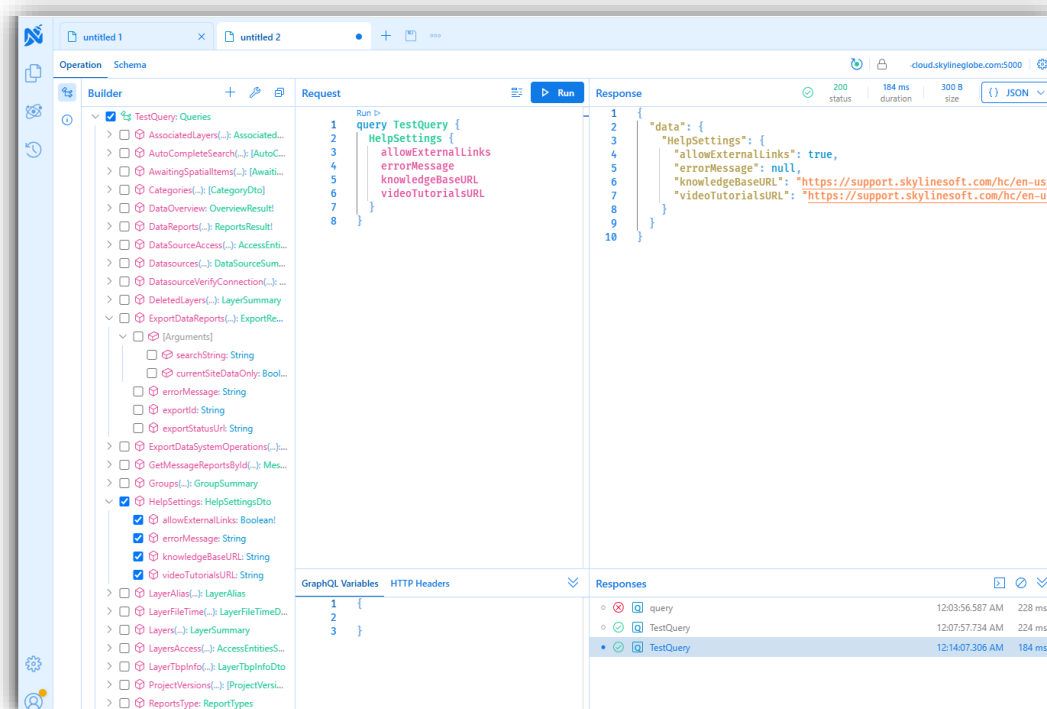 untitled 1
untitled 2
Operation Schema
-cloud.skylineglobe.com:5000
Builder
TestQuery: Queries
AssociatedLayers(...): Associated...
AutoCompleteSearch(...): [AutoC...
AwaitingSpatialItems(...): [Awaiti...
Categories(...): [CategoryDto]
DataOverview: OverviewResult!
DataReports(...): ReportsResult!
DataSourceAccess(...): AccessEnti...
Datasources(...): DataSourceSum...
DatasourceVerifyConnection(...): ...
DeletedLayers(...): LayerSummary
ExportDataReports(...): ExportRe...
[Arguments]
searchString: String
currentSiteDataOnly: Bool...
errorMessage: String
exportId: String
exportStatusUrl: String
ExportDataSystemOperations(...):...
GetMessageReportsById(...): Mes...
Groups(...): GroupSummary
HelpSettings: HelpSettingsDto
allowExternalLinks: Boolean!
errorMessage: String
knowledgeBaseURL: String
videoTutorialsURL: String
LayerAlias(...): LayerAlias
LayerFileTime(...): LayerFileTimeD...
Layers(...): LayerSummary
LayersAccess(...): AccessEntitiesS...
LayerTbpInfo(...): LayerTbpInfoDto
ProjectVersions(...): [ProjectVersi...
ReportsType: ReportTypes
Request
Run
Run ▷
1 query TestQuery {
2 HelpSettings {
3 allowExternalLinks
4 errorMessage
5 knowledgeBaseURL
6 videoTutorialsURL
7 }
8 }
GraphQL Variables HTTP Headers
1 {
2
3 }
Response
200 status
184 ms duration
300 B size
{ } JSON
1 {
2 "data": {
3 "HelpSettings": {
4 "allowExternalLinks": true,
5 "errorMessage": null,
6 "knowledgeBaseURL": "https://support.skylinesoft.com/hc/en-us
7 "videoTutorialsURL": "https://support.skylinesoft.com/hc/en-u
8 }
9 }
10 }
Responses
query 12:03:56.587 AM 228 ms
TestQuery 12:07:57.734 AM 224 ms
TestQuery 12:14:07.306 AM 184 ms